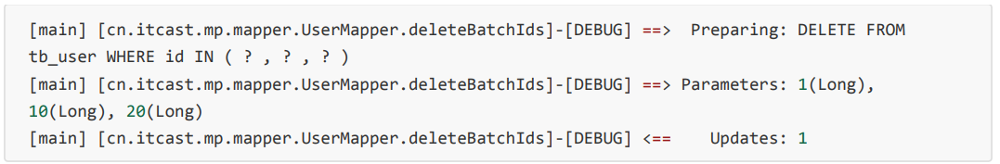 [main] [cn.itcast.mp.mapper.UserMapper.deleteBatchIds]-[DEBUG] ==>  Preparing: DELETE FROM
tb_user WHERE id IN ( ? , ? , ? )
[main] [cn.itcast.mp.mapper.UserMapper.deleteBatchIds]-[DEBUG] ==> Parameters: 1(Long),
10(Long), 20(Long)
[main] [cn.itcast.mp.mapper.UserMapper.deleteBatchIds]-[DEBUG] <==    Updates: 1